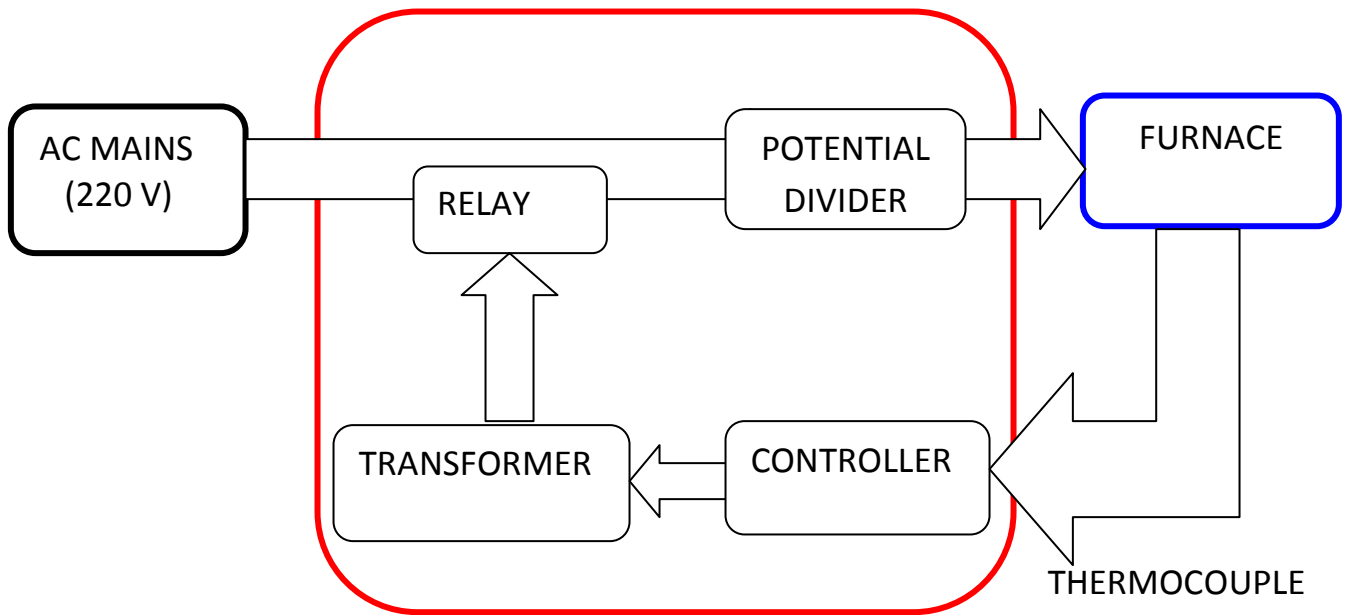 AC MAINS
(220 V)
RELAY
POTENTIAL
DIVIDER
FURNACE
TRANSFORMER
CONTROLLER
THERMOCOUPLE